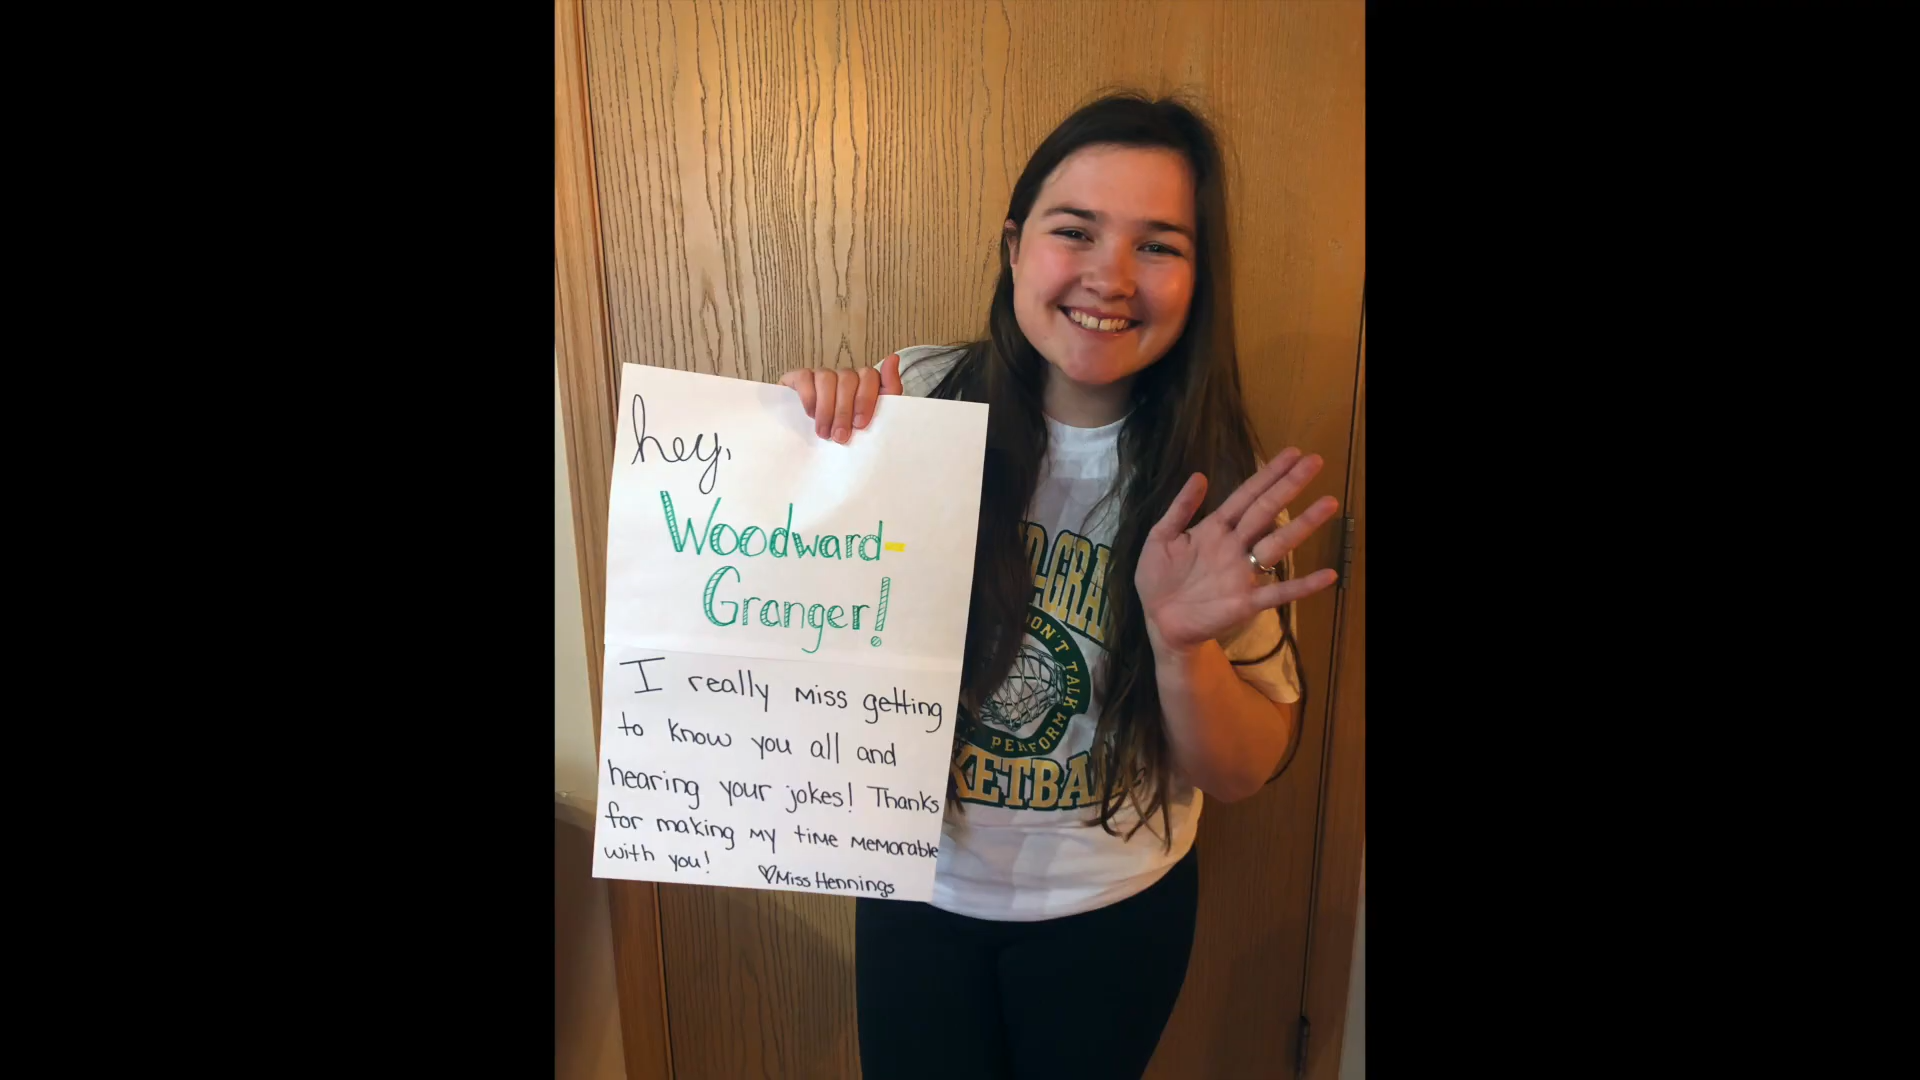 hey,
Woodward-
Granger!
I really miss getting
to know you all and
hearing your jokes! Thanks
for making my time memorable
with you!
♡Miss Hennings
D-GRA
DON'T TALK
PERFORM
KETBA